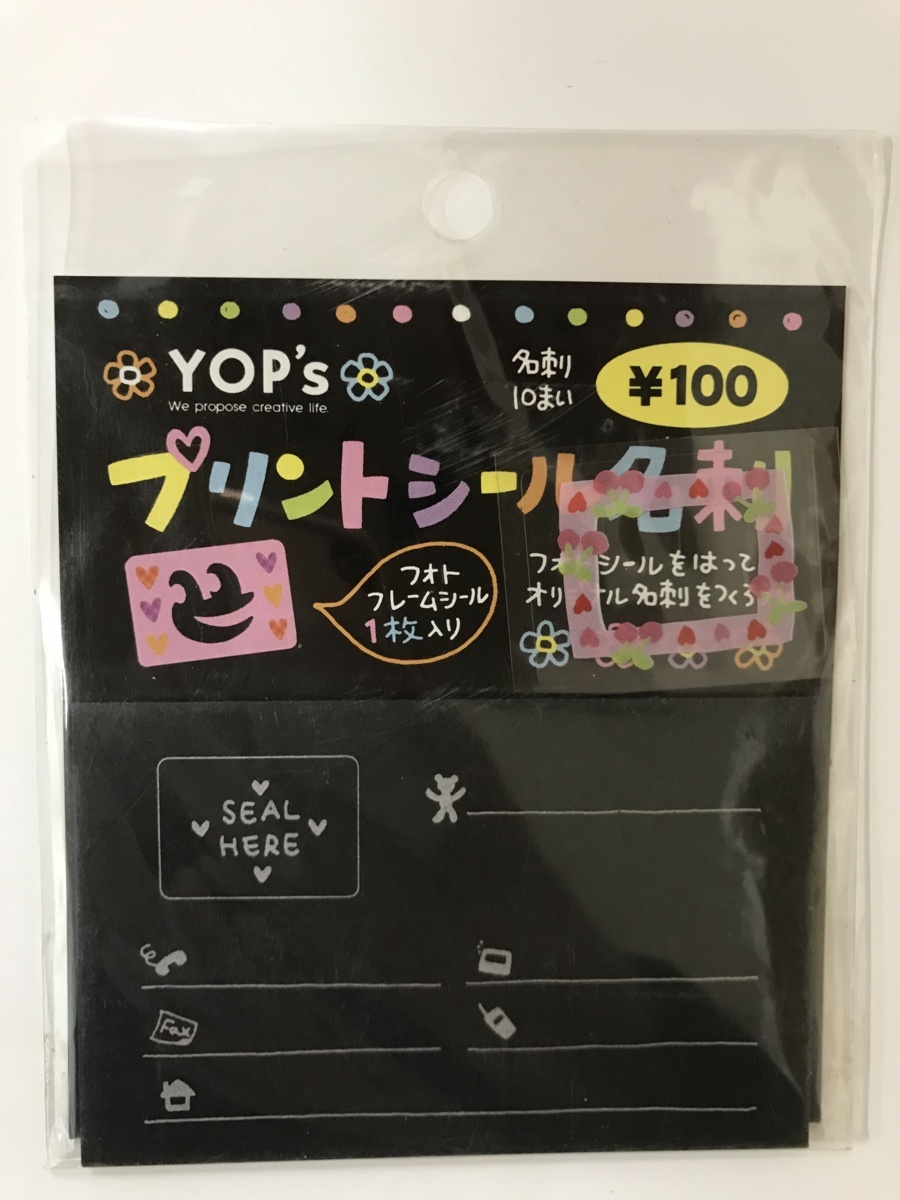 YOP's
We propose creative life.
名刺
10まい
¥100
プリントシール名刺
フォト
フレームシール
1枚入り
フォトシールをはって
オリジナル名刺をつくろう
SEAL
HERE
Fax